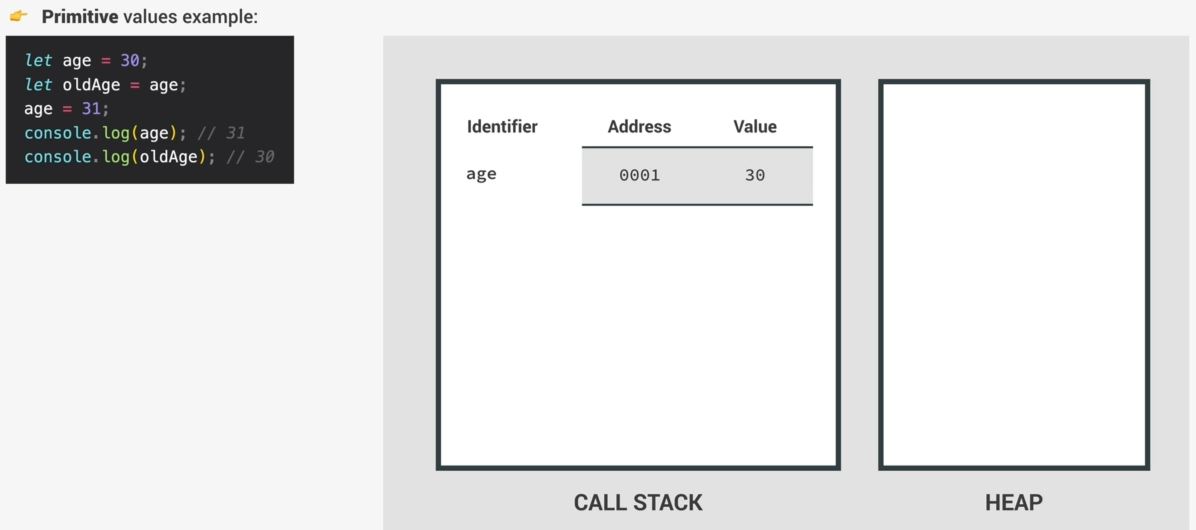 👉 Primitive values example:
let age = 30;
let oldAge = age;
age = 31;
console.log(age); // 31
console.log(oldAge); // 30
Identifier Address Value
age 0001 30
CALL STACK HEAP